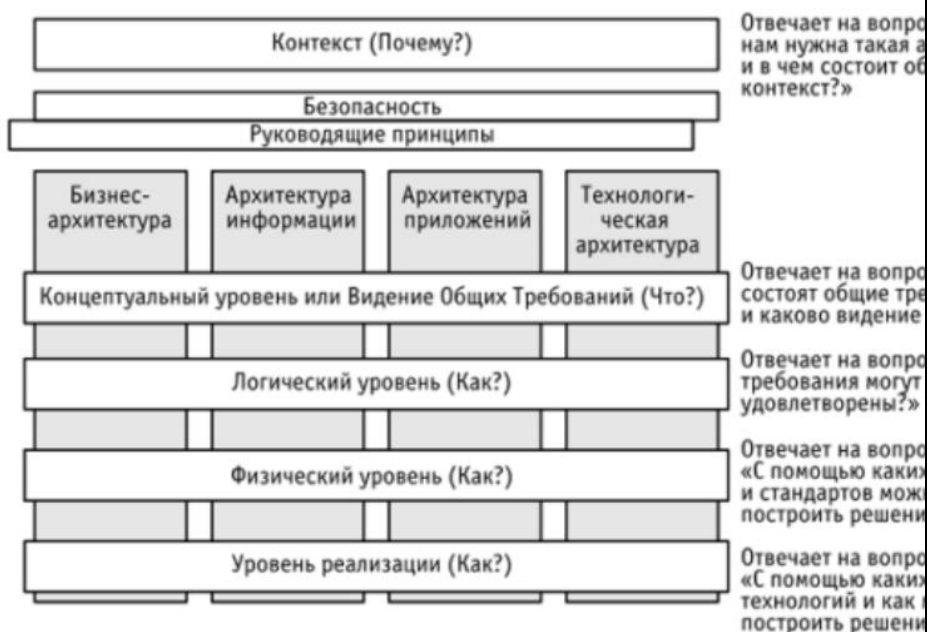 Контекст (Почему?)
Отвечает на
нам нужна такая
и в чем состоит
контекст?»
Безопасность
Руководящие принципы
Бизнес-
архитектура
Архитектура
информации
Архитектура
приложений
Технологи-
ческая
архитектура
Концептуальный уровень или Видение Общих Требований (Что?)
Отвечает на
состоят общие
и каково видение
Логический уровень (Как?)
Отвечает на
требования могут
удовлетворены?»
Физический уровень (Как?)
Отвечает на
«С помощью
и стандартов
построить
Уровень реализации (Как?)
Отвечает на
«С помощью
технологий и как
построить